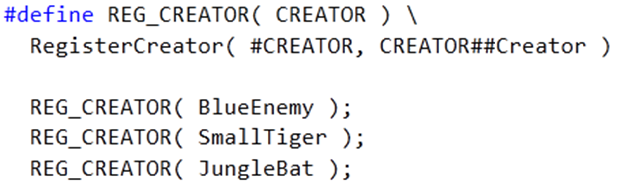 #define REG_CREATOR( CREATOR ) \
RegisterCreator( #CREATOR, CREATOR##Creator )
REG_CREATOR( BlueEnemy );
REG_CREATOR( SmallTiger );
REG_CREATOR( JungleBat );